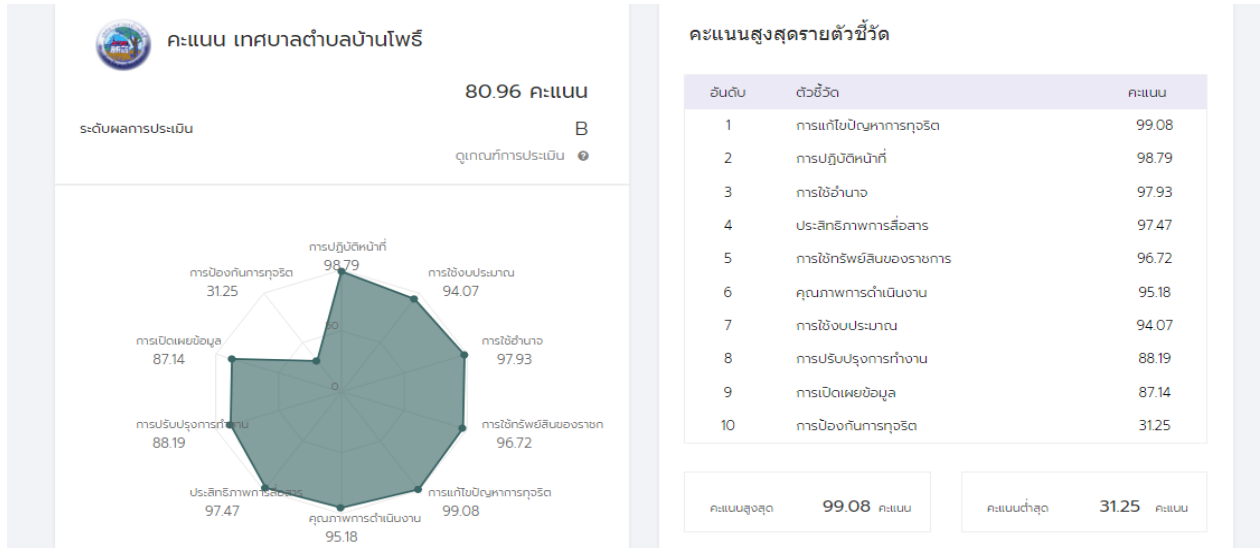 คะแนน เทศบาลตำบลบ้านโพธิ์
80.96 คะแนน
ระดับผลการประเมิน B
ดูเกณฑ์การประเมิน
การปฏิบัติหน้าที่
98.79
การป้องกันการทุจริต
31.25
การใช้งบประมาณ
94.07
50
การเปิดเผยข้อมูล
87.14
การใช้อำนาจ
97.93
0
การปรับปรุงการทำงาน
88.19
การใช้ทรัพย์สินของราชก
96.72
ประสิทธิภาพการสื่อสาร
97.47
การแก้ไขปัญหาการทุจริต
99.08
คุณภาพการดำเนินงาน
95.18
คะแนนสูงสุดรายตัวชี้วัด
อันดับ ตัวชี้วัด คะแนน
1 การแก้ไขปัญหาการทุจริต 99.08
2 การปฏิบัติหน้าที่ 98.79
3 การใช้อำนาจ 97.93
4 ประสิทธิภาพการสื่อสาร 97.47
5 การใช้ทรัพย์สินของราชการ 96.72
6 คุณภาพการดำเนินงาน 95.18
7 การใช้งบประมาณ 94.07
8 การปรับปรุงการทำงาน 88.19
9 การเปิดเผยข้อมูล 87.14
10 การป้องกันการทุจริต 31.25
คะแนนสูงสุด 99.08 คะแนน
คะแนนต่ำสุด 31.25 คะแนน